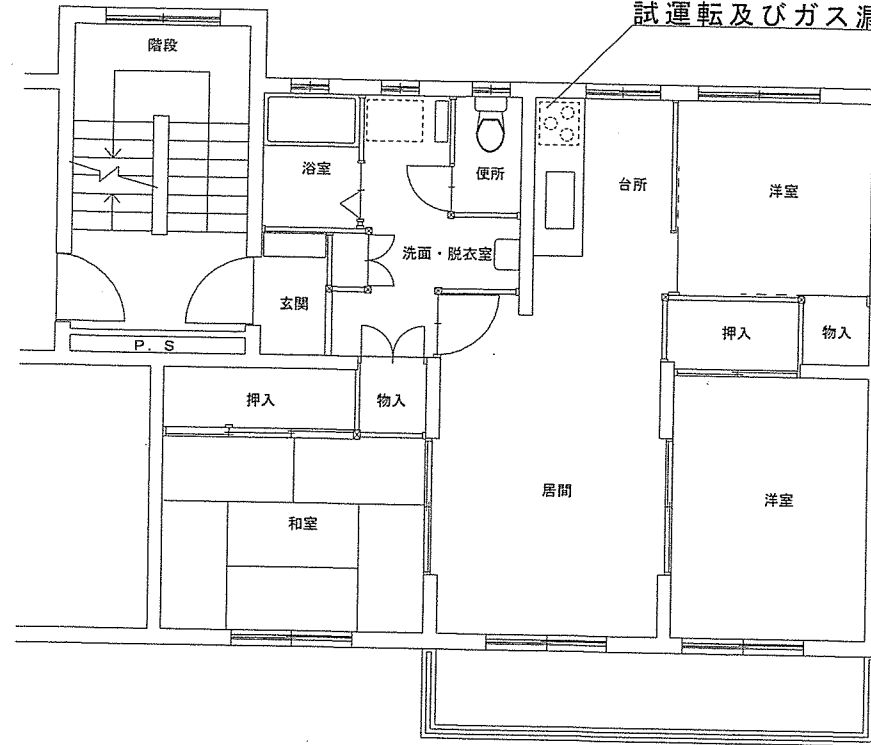 試運転及びガス漏
階段
浴室
便所
台所
洋室
洗面・脱衣室
玄関
P. S
押入
物入
押入
物入
居間
洋室
和室